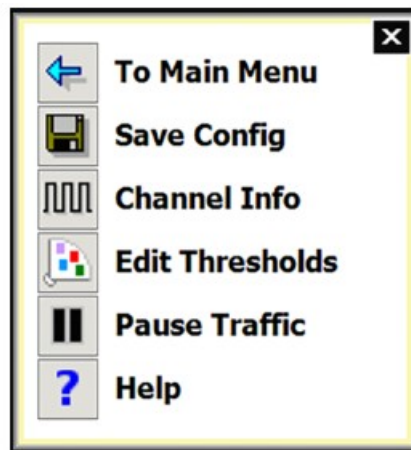 To Main Menu
Save Config
Channel Info
Edit Thresholds
Pause Traffic
Help